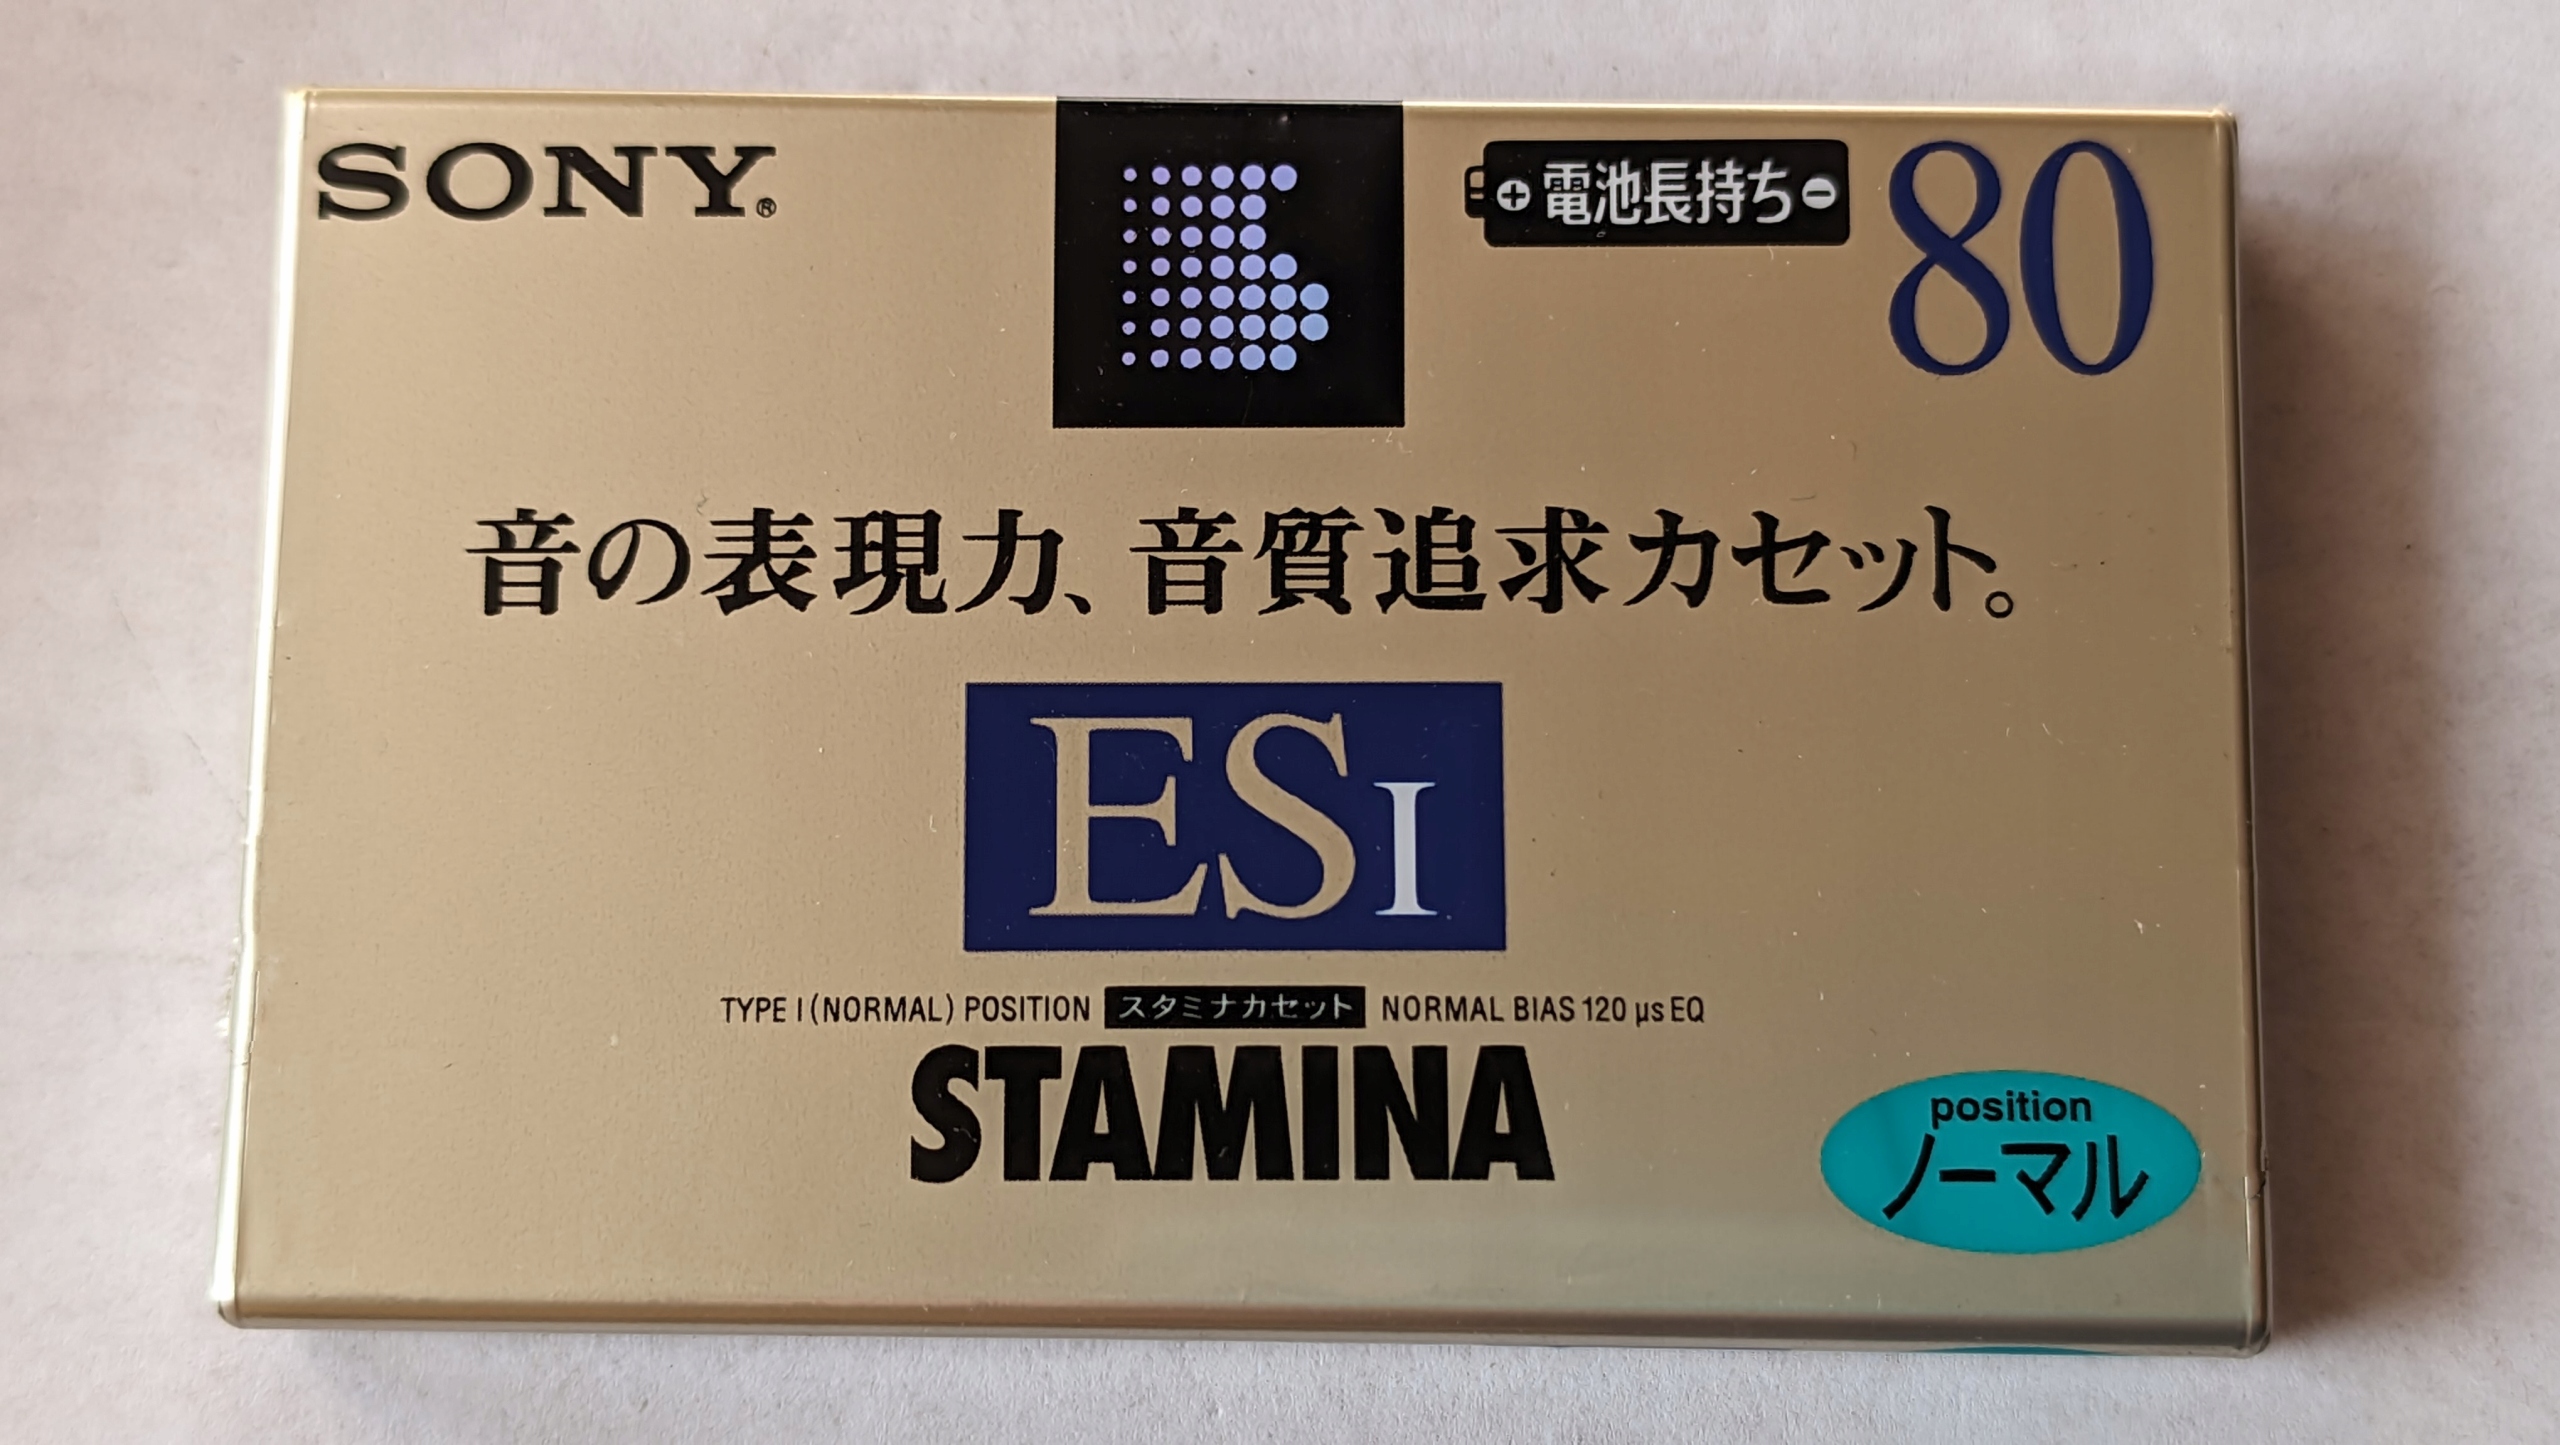 SONY®
⊕電池長持ち⊖
80
音の表現力、音質追求カセット。
ESI
TYPE I (NORMAL) POSITION スタミナカセット NORMAL BIAS 120 µs EQ
STAMINA
position
ノーマル